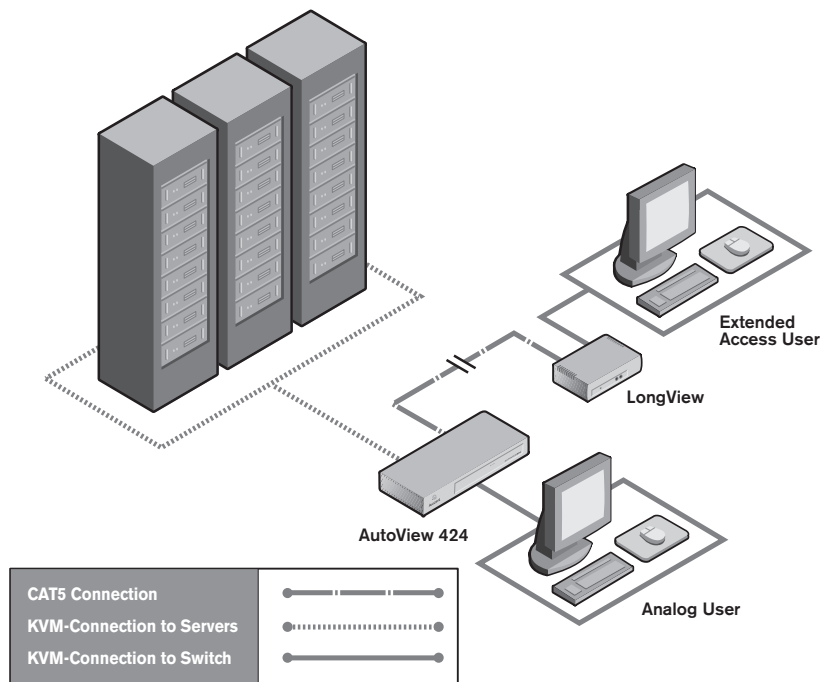 Extended
Access User
LongView
AutoView 424
Analog User
CAT5 Connection
KVM-Connection to Servers
KVM-Connection to Switch